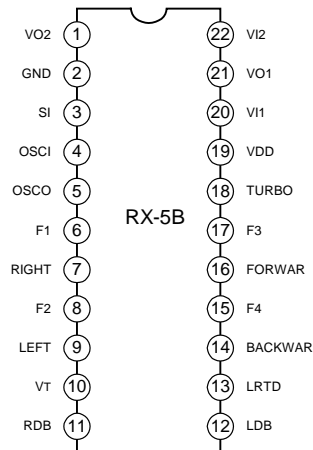 VO2 1 22 VI2
GND 2 21 VO1
SI 3 20 VI1
OSCI 4 19 VDD
OSCO 5 18 TURBO
RX-5B
F1 6 17 F3
RIGHT 7 16 FORWAR
F2 8 15 F4
LEFT 9 14 BACKWAR
VT 10 13 LRTD
RDB 11 12 LDB